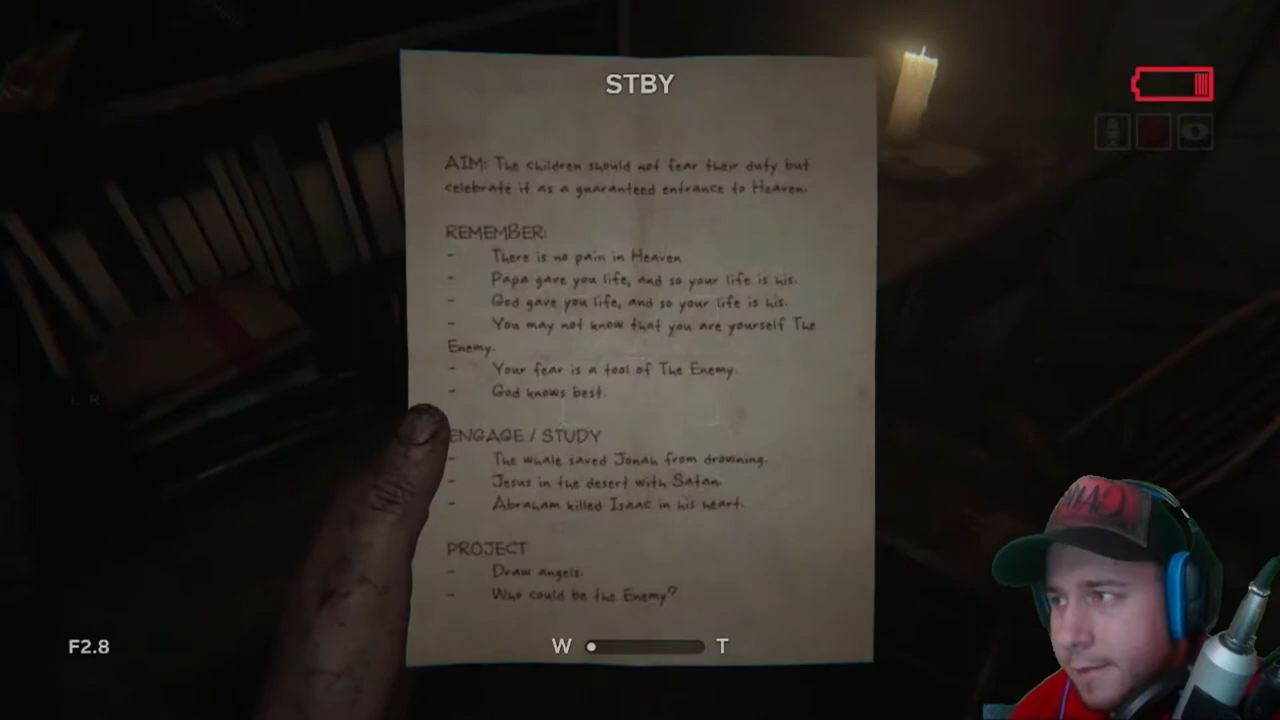 STBY
AIM: The children should not fear their duty but
celebrate it as a guaranteed entrance to Heaven.
REMEMBER:
- There is no pain in Heaven
- Papa gave you life, and so your life is his.
- God gave you life, and so your life is his.
- You may not know that you are yourself The
Enemy.
- Your fear is a tool of The Enemy.
- God knows best.
ENGAGE / STUDY
- The whale saved Jonah from drowning.
- Jesus in the desert with Satan.
- Abraham killed Isaac in his heart.
PROJECT
- Draw angels.
- Who could be the Enemy?
L R
F2.8
W T